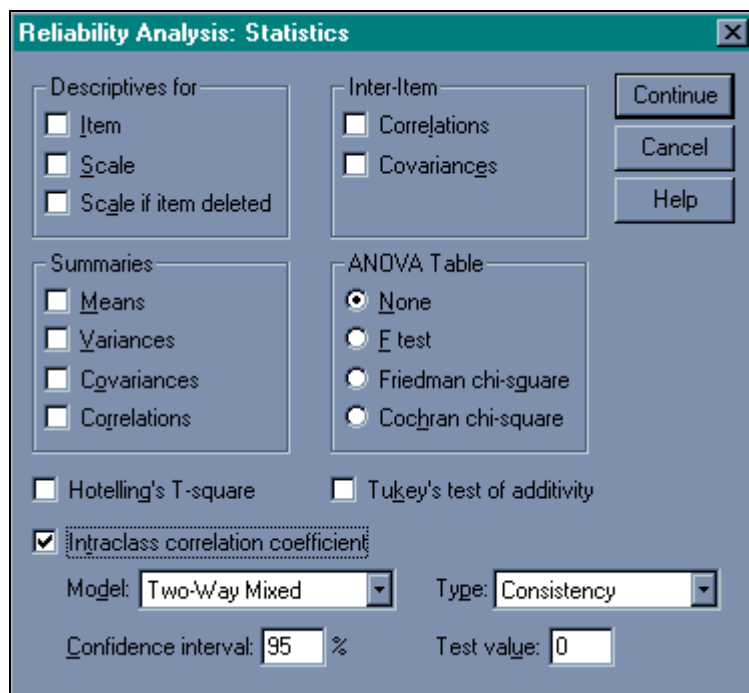 Reliability Analysis: Statistics
Descriptives for
Item
Scale
Scale if item deleted
Inter-Item
Correlations
Covariances
Continue
Cancel
Help
Summaries
Means
Variances
Covariances
Correlations
ANOVA Table
None
F test
Friedman chi-square
Cochran chi-square
Hotelling's T-square
Tukey's test of additivity
Intraclass correlation coefficient
Model: Two-Way Mixed
Type: Consistency
Confidence interval: 95 %
Test value: 0